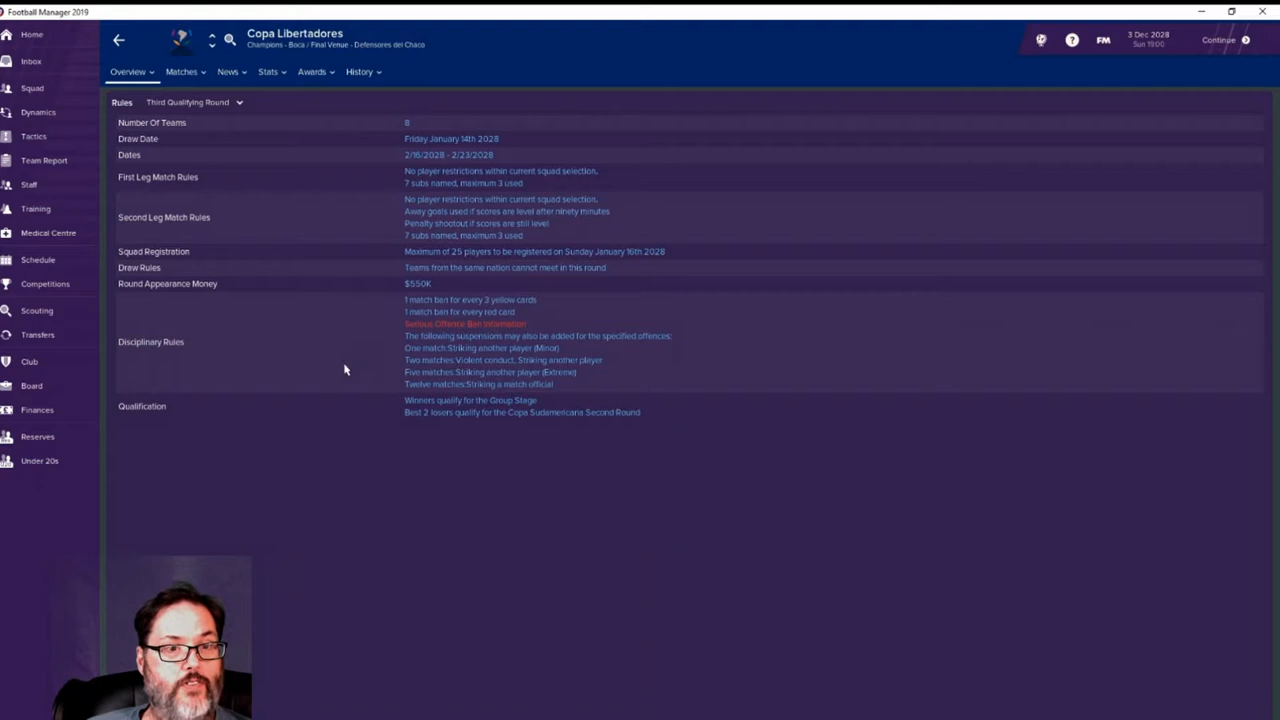 Football Manager 2019
Home
Inbox
Squad
Dynamics
Tactics
Team Report
Staff
Training
Medical Centre
Schedule
Competitions
Scouting
Transfers
Club
Board
Finances
Reserves
Under 20s
Copa Libertadores
Champions - Boca / Final Venue - Defensores del Chaco
FM
3 Dec 2028
Sun 19:00
Continue
Overview Matches News Stats Awards History
Rules Third Qualifying Round
Number Of Teams 8
Draw Date Friday January 14th 2028
Dates 2/16/2028 - 2/23/2028
First Leg Match Rules
No player restrictions within current squad selection,
7 subs named, maximum 3 used
Second Leg Match Rules
No player restrictions within current squad selection,
Away goals used if scores are level after ninety minutes
Penalty shootout if scores are still level
7 subs named, maximum 3 used
Squad Registration Maximum of 25 players to be registered on Sunday January 16th 2028
Draw Rules Teams from the same nation cannot meet in this round
Round Appearance Money $550K
Disciplinary Rules
1 match ban for every 3 yellow cards
1 match ban for every red card
Serious Offence Ban Information
The following suspensions may also be added for the specified offences:
One match:Striking another player (Minor)
Two matches:Violent conduct, Striking another player
Five matches:Striking another player (Extreme)
Twelve matches:Striking a match official
Qualification
Winners qualify for the Group Stage
Best 2 losers qualify for the Copa Sudamericana Second Round